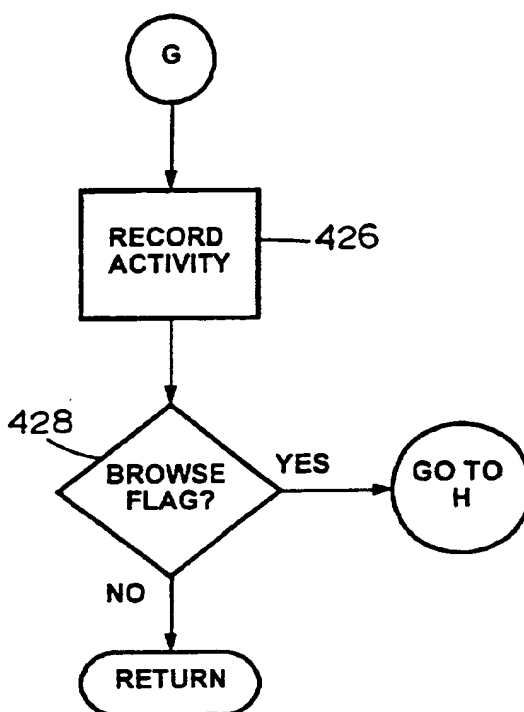 G
RECORD
ACTIVITY
426
428
BROWSE
FLAG?
YES
GO TO
H
NO
RETURN